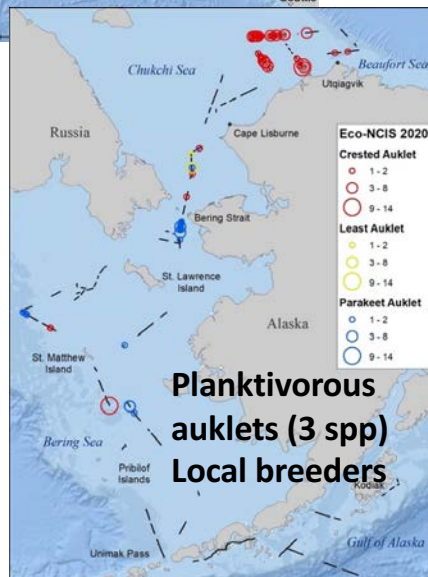 Chukchi Sea
Beaufort Sea
Utqiagvik
Russia
Cape Lisburne
Eco-NCIS 2020
Crested Auklet
1 - 2
3 - 8
9 - 14
Least Auklet
1 - 2
3 - 8
9 - 14
Parakeet Auklet
1 - 2
3 - 8
9 - 14
Bering Strait
St. Lawrence
Island
Alaska
St. Matthew
Island
Planktivorous
auklets (3 spp)
Local breeders
Bering Sea
Pribilof
Islands
Kodiak
Unimak Pass
Gulf of Alaska